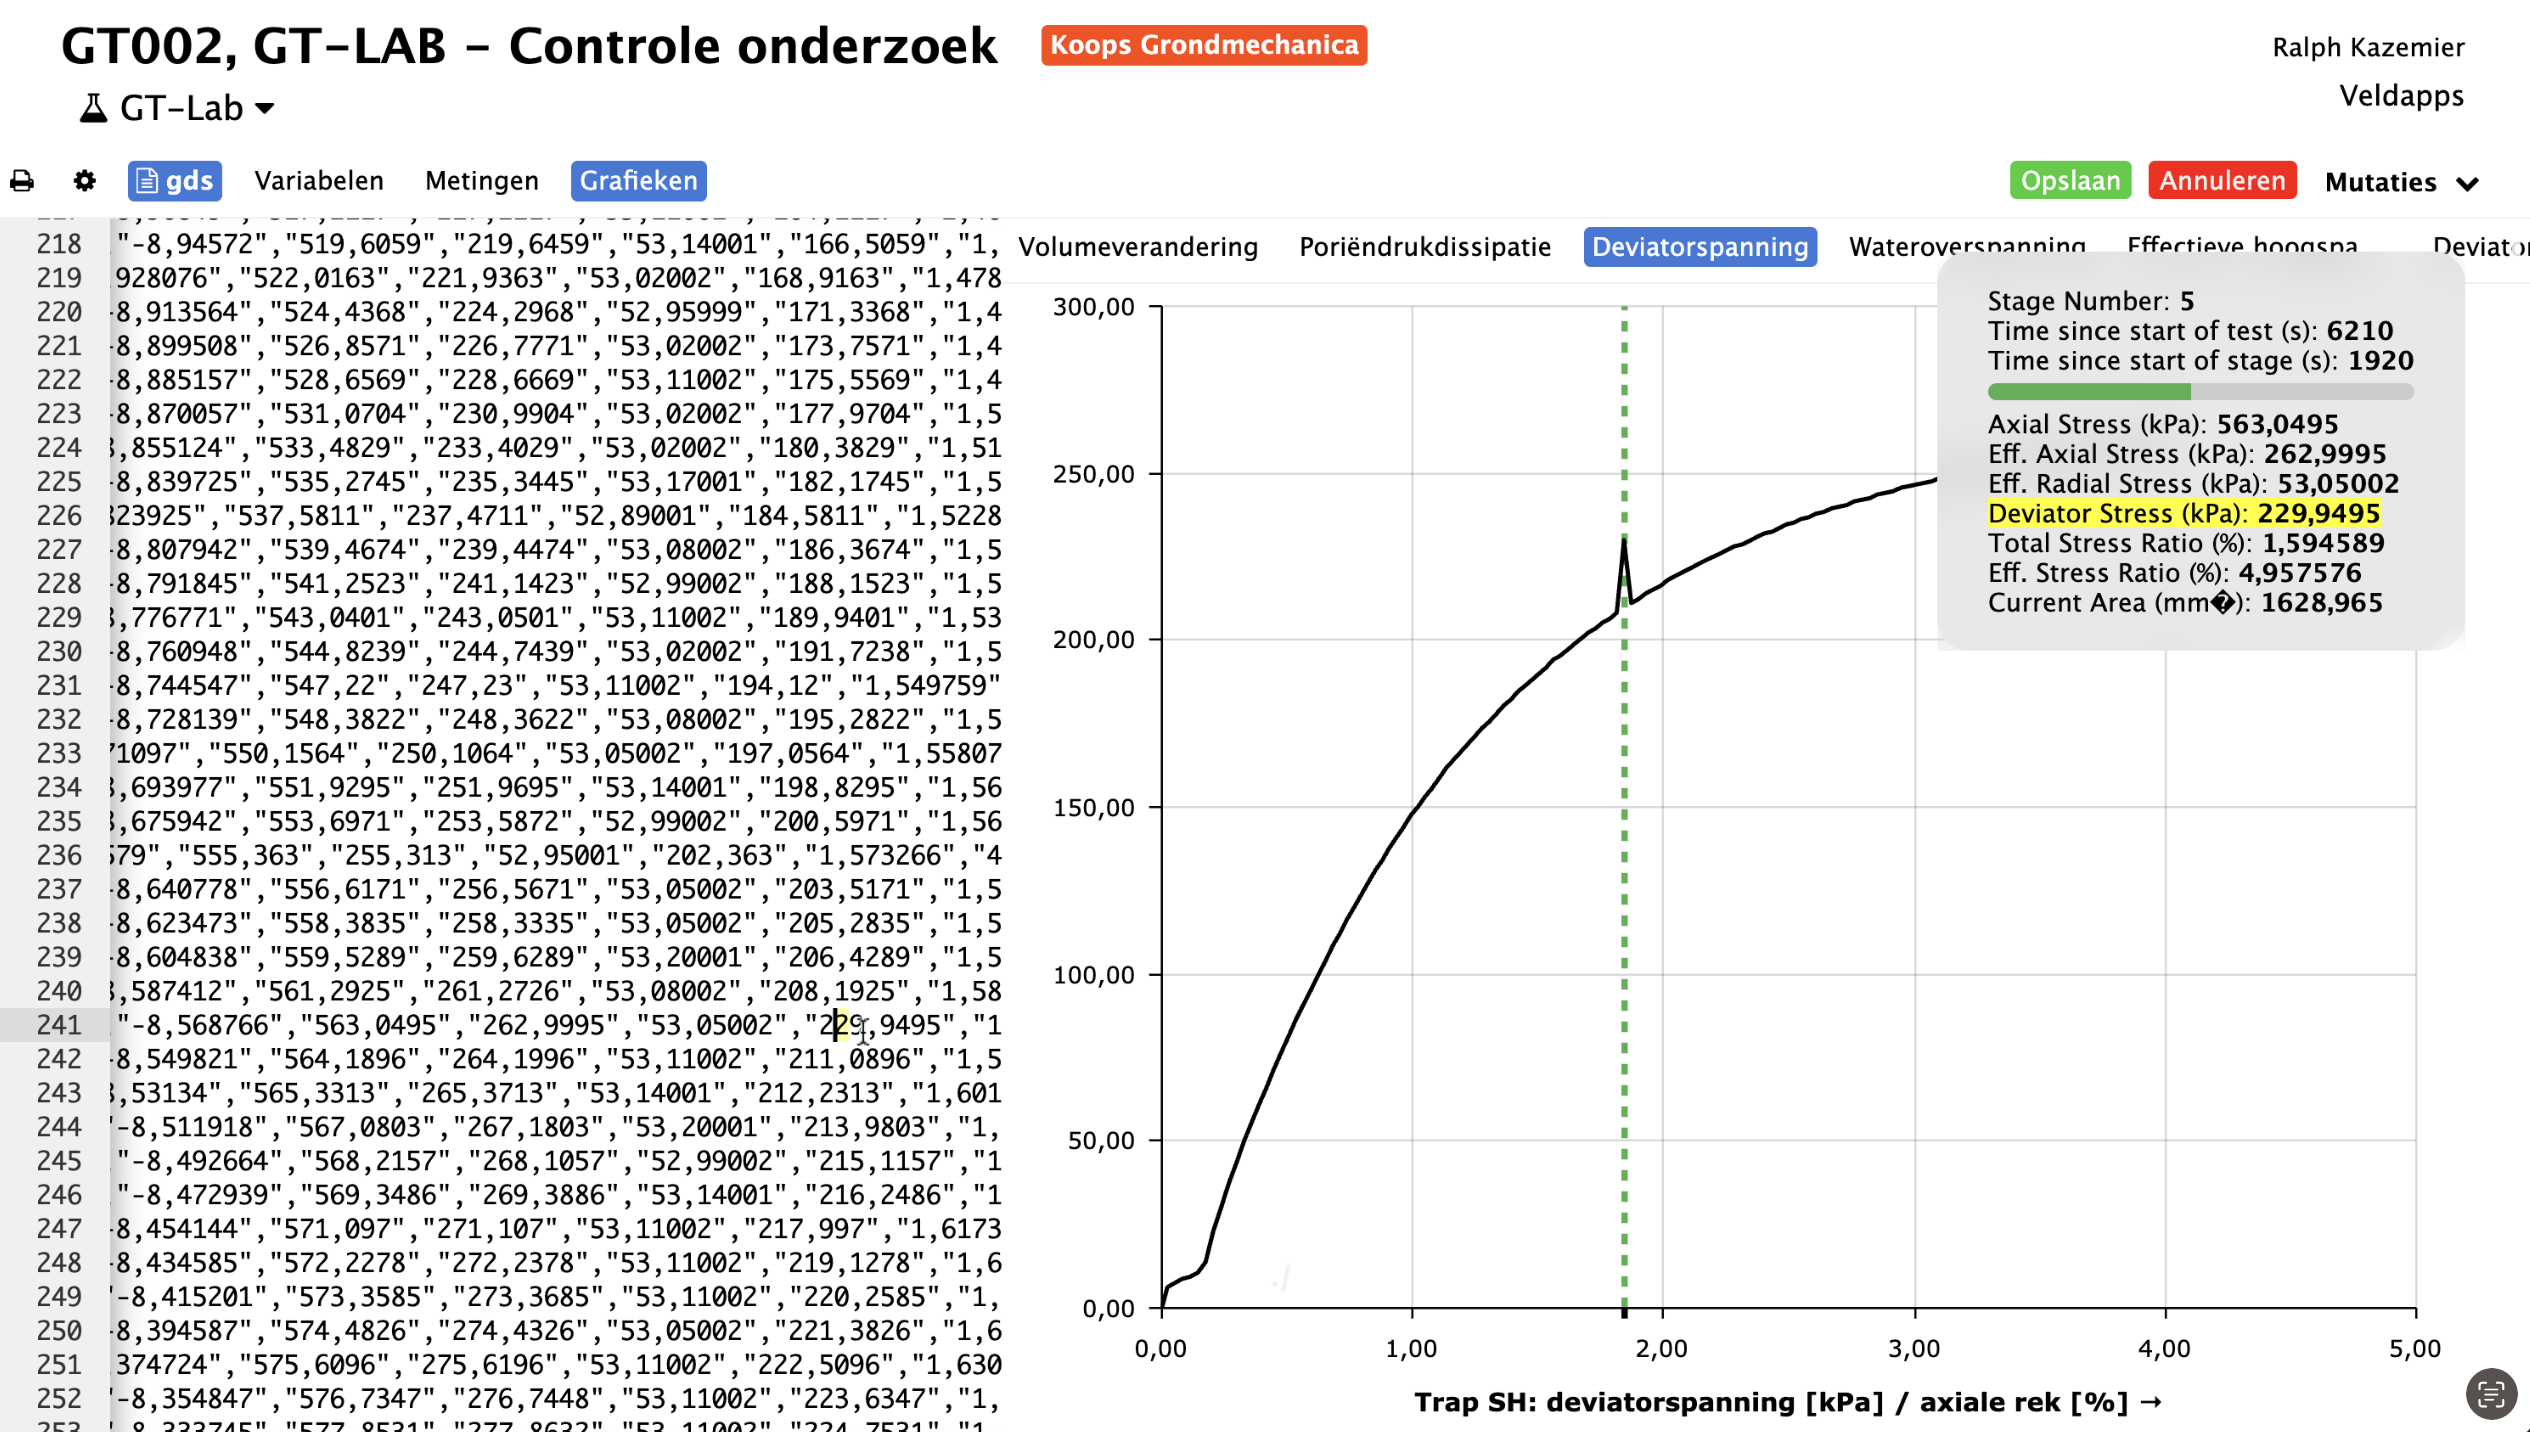 GT002, GT-LAB - Controle onderzoek
Koops Grondmechanica
Ralph Kazemier
GT-Lab
Veldapps
gds
Variabelen
Metingen
Grafieken
Opslaan
Annuleren
Mutaties
218 "-8,94572","519,6059","219,6459","53,14001","166,5059","1,
219 928076","522,0163","221,9363","53,02002","168,9163","1,478
220 -8,913564","524,4368","224,2968","52,95999","171,3368","1,4
221 -8,899508","526,8571","226,7771","53,02002","173,7571","1,4
222 -8,885157","528,6569","228,6669","53,11002","175,5569","1,4
223 -8,870057","531,0704","230,9904","53,02002","177,9704","1,5
224 ,855124","533,4829","233,4029","53,02002","180,3829","1,51
225 -8,839725","535,2745","235,3445","53,17001","182,1745","1,5
226 23925","537,5811","237,4711","52,89001","184,5811","1,5228
227 -8,807942","539,4674","239,4474","53,08002","186,3674","1,5
228 -8,791845","541,2523","241,1423","52,99002","188,1523","1,5
229 ,776771","543,0401","243,0501","53,11002","189,9401","1,53
230 -8,760948","544,8239","244,7439","53,02002","191,7238","1,5
231 -8,744547","547,22","247,23","53,11002","194,12","1,549759"
232 -8,728139","548,3822","248,3622","53,08002","195,2822","1,5
233 71097","550,1564","250,1064","53,05002","197,0564","1,55807
234 ,693977","551,9295","251,9695","53,14001","198,8295","1,56
235 ,675942","553,6971","253,5872","52,99002","200,5971","1,56
236 579","555,363","255,313","52,95001","202,363","1,573266","4
237 -8,640778","556,6171","256,5671","53,05002","203,5171","1,5
238 -8,623473","558,3835","258,3335","53,05002","205,2835","1,5
239 -8,604838","559,5289","259,6289","53,20001","206,4289","1,5
240 ,587412","561,2925","261,2726","53,08002","208,1925","1,58
241 "-8,568766","563,0495","262,9995","53,05002","229,9495","1
242 -8,549821","564,1896","264,1996","53,11002","211,0896","1,5
243 ,53134","565,3313","265,3713","53,14001","212,2313","1,601
244 "-8,511918","567,0803","267,1803","53,20001","213,9803","1,
245 "-8,492664","568,2157","268,1057","52,99002","215,1157","1
246 "-8,472939","569,3486","269,3886","53,14001","216,2486","1
247 -8,454144","571,097","271,107","53,11002","217,997","1,6173
248 -8,434585","572,2278","272,2378","53,11002","219,1278","1,6
249 "-8,415201","573,3585","273,3685","53,11002","220,2585","1,
250 -8,394587","574,4826","274,4326","53,05002","221,3826","1,6
251 374724","575,6096","275,6196","53,11002","222,5096","1,630
252 "-8,354847","576,7347","276,7448","53,11002","223,6347","1,
Volumeverandering
Poriëndrukdissipatie
Deviatorspanning
Wateroverspanning
Effectieve hoogspa
Deviator
Stage Number: 5
Time since start of test (s): 6210
Time since start of stage (s): 1920
Axial Stress (kPa): 563,0495
Eff. Axial Stress (kPa): 262,9995
Eff. Radial Stress (kPa): 53,05002
Deviator Stress (kPa): 229,9495
Total Stress Ratio (%): 1,594589
Eff. Stress Ratio (%): 4,957576
Current Area (mm�): 1628,965
300,00
250,00
200,00
150,00
100,00
50,00
0,00
0,00 1,00 2,00 3,00 4,00 5,00
Trap SH: deviatorspanning [kPa] / axiale rek [%] →